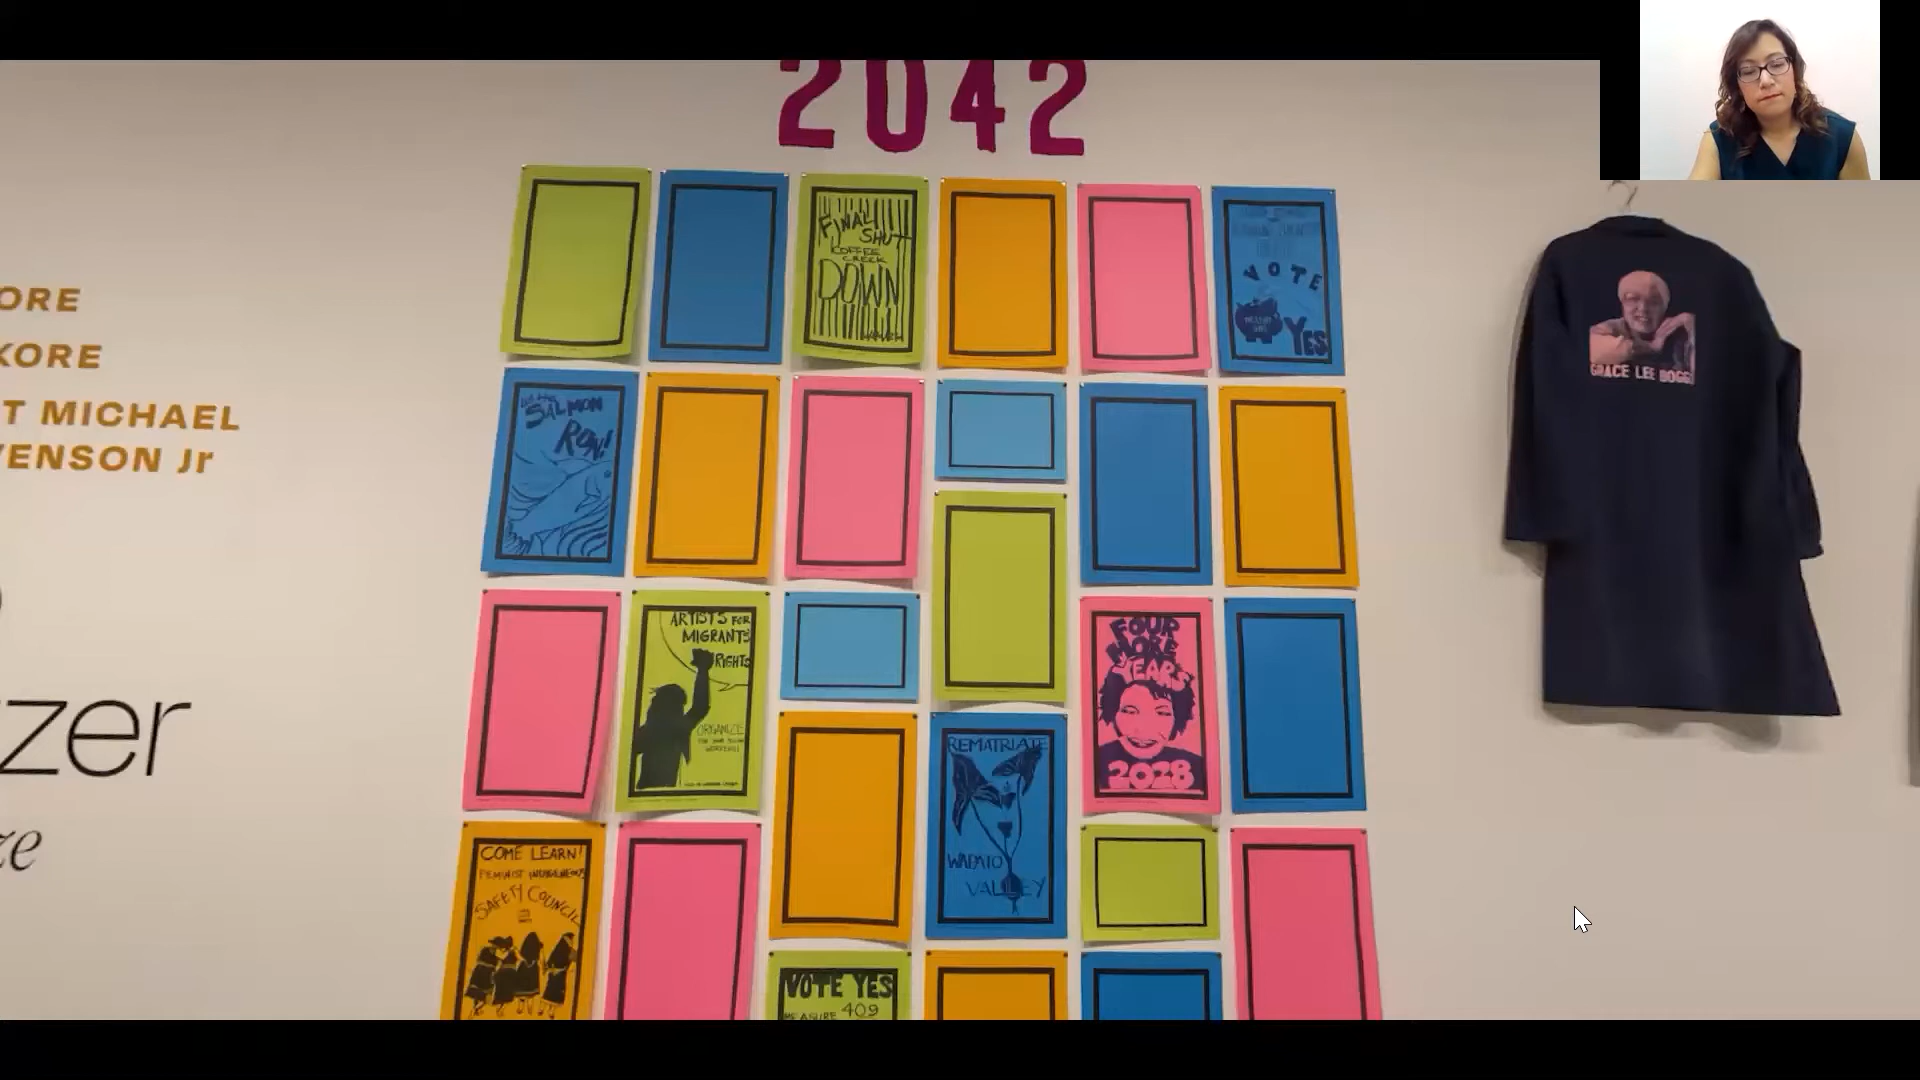 2042
ORE
KORE
T MICHAEL
VENSON Jr
zer
ze
FINAL
SHUT
COFFEE
CREEK
DOWN
VOTE
YES
GRACE LEE BOGGS
SALMON
RUN!
ARTISTS FOR
MIGRANTS
RIGHTS
ORGANIZE
FOUR
MORE
YEARS
2028
REMATRIATE
WAPATO
VALLEY
COME LEARN!
FEMINIST INDIGENEOUS
SAFETY COUNCIL
VOTE YES
MEASURE 409